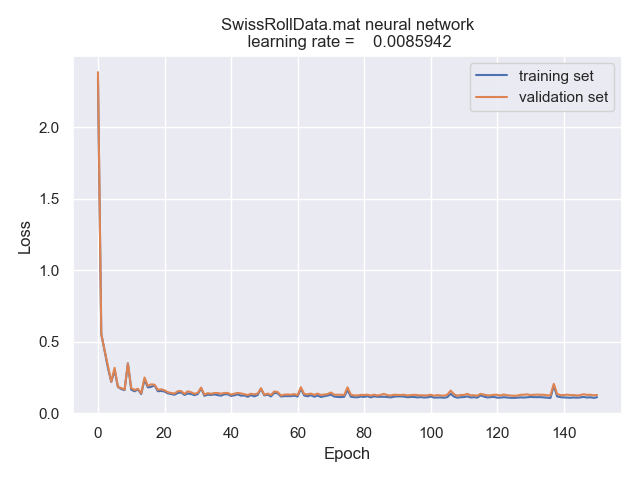 SwissRollData.mat neural network
learning rate = 0.0085942
training set
validation set
Loss
2.0
1.5
1.0
0.5
0.0
0 20 40 60 80 100 120 140
Epoch